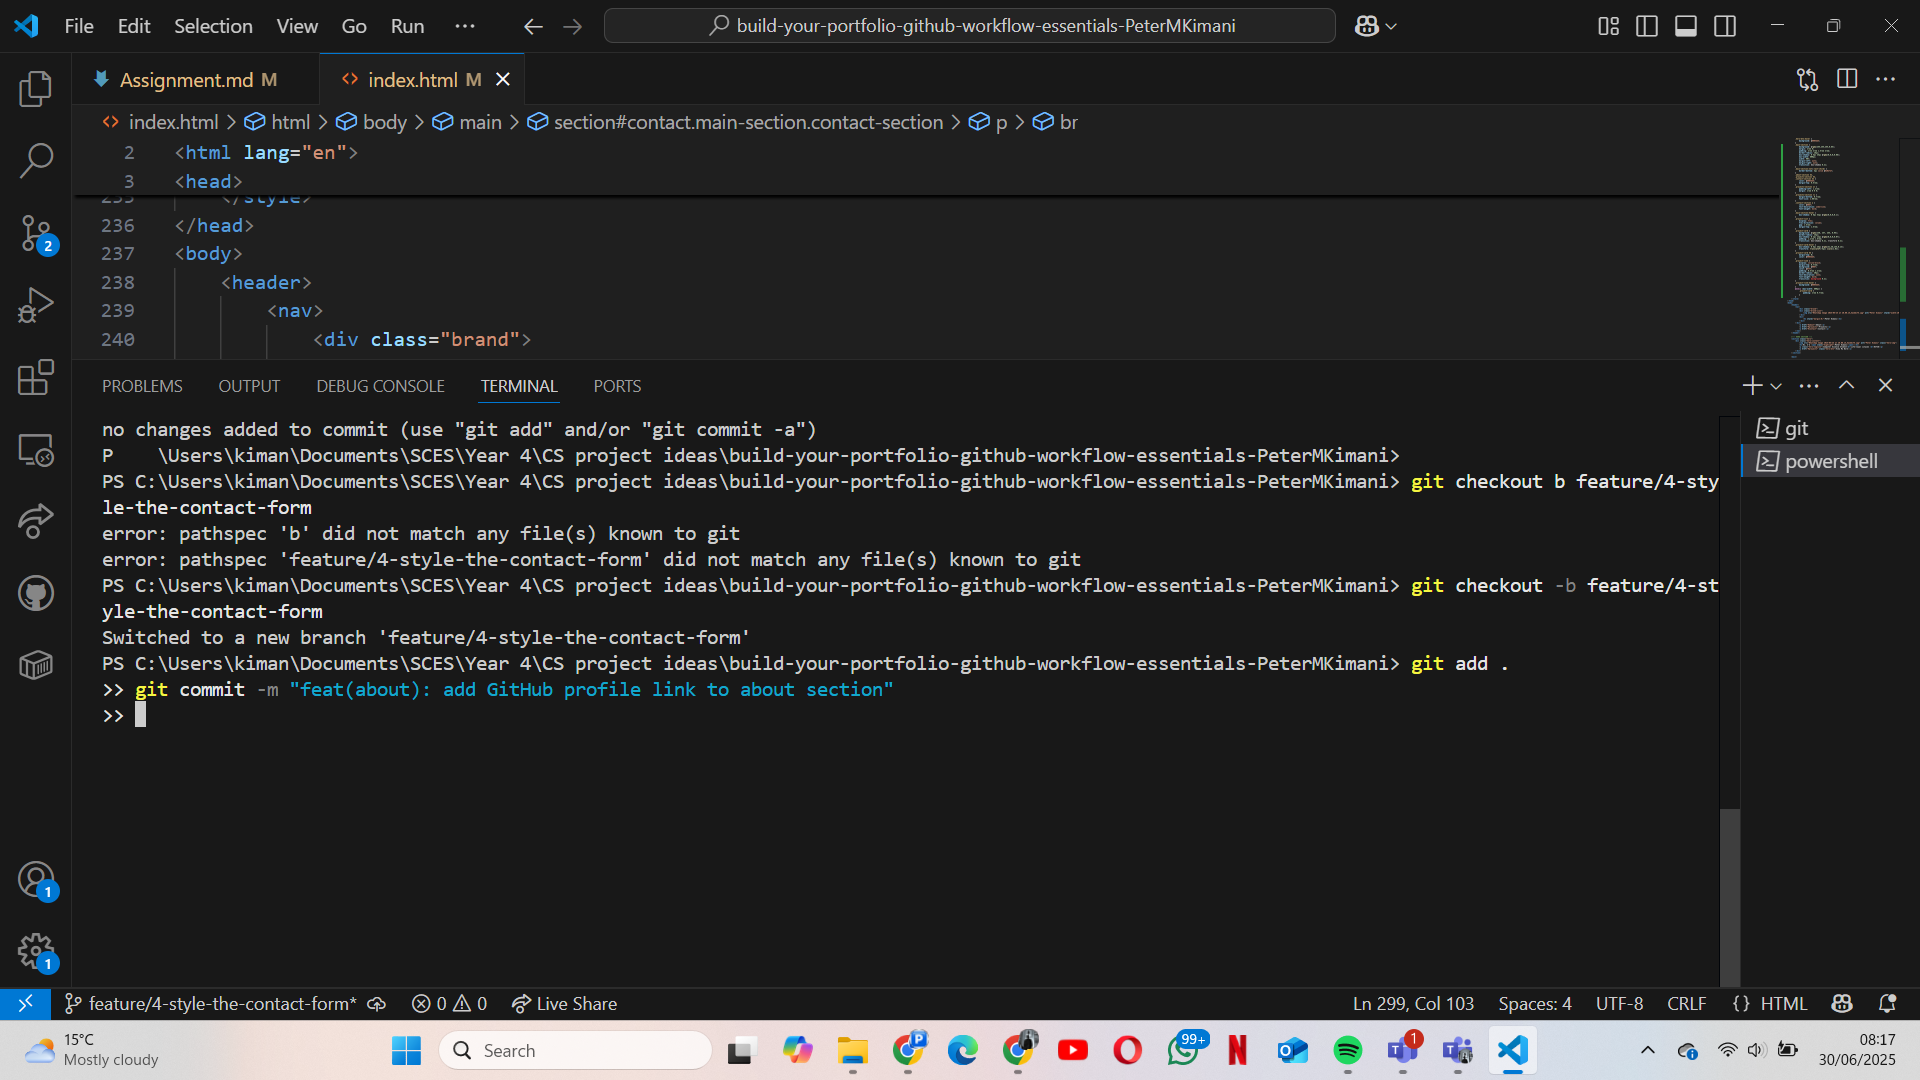 File Edit Selection View Go Run ··· build-your-portfolio-github-workflow-essentials-PeterMKimani
Assignment.md M index.html M
index.html > html > body > main > section#contact.main-section.contact-section > p > br
2 <html lang="en">
3 <head>
235 </style>
236 </head>
237 <body>
238 <header>
239 <nav>
240 <div class="brand">
2
PROBLEMS OUTPUT DEBUG CONSOLE TERMINAL PORTS
git
powershell
no changes added to commit (use "git add" and/or "git commit -a")
P    \Users\kiman\Documents\SCES\Year 4\CS project ideas\build-your-portfolio-github-workflow-essentials-PeterMKimani>
PS C:\Users\kiman\Documents\SCES\Year 4\CS project ideas\build-your-portfolio-github-workflow-essentials-PeterMKimani> git checkout b feature/4-sty
le-the-contact-form
error: pathspec 'b' did not match any file(s) known to git
error: pathspec 'feature/4-style-the-contact-form' did not match any file(s) known to git
PS C:\Users\kiman\Documents\SCES\Year 4\CS project ideas\build-your-portfolio-github-workflow-essentials-PeterMKimani> git checkout -b feature/4-st
yle-the-contact-form
Switched to a new branch 'feature/4-style-the-contact-form'
PS C:\Users\kiman\Documents\SCES\Year 4\CS project ideas\build-your-portfolio-github-workflow-essentials-PeterMKimani> git add .
>> git commit -m "feat(about): add GitHub profile link to about section"
>>
1
1
feature/4-style-the-contact-form* 0 0 Live Share Ln 299, Col 103 Spaces: 4 UTF-8 CRLF {} HTML
15°C
Mostly cloudy
Search
P
99+
1
08:17
30/06/2025